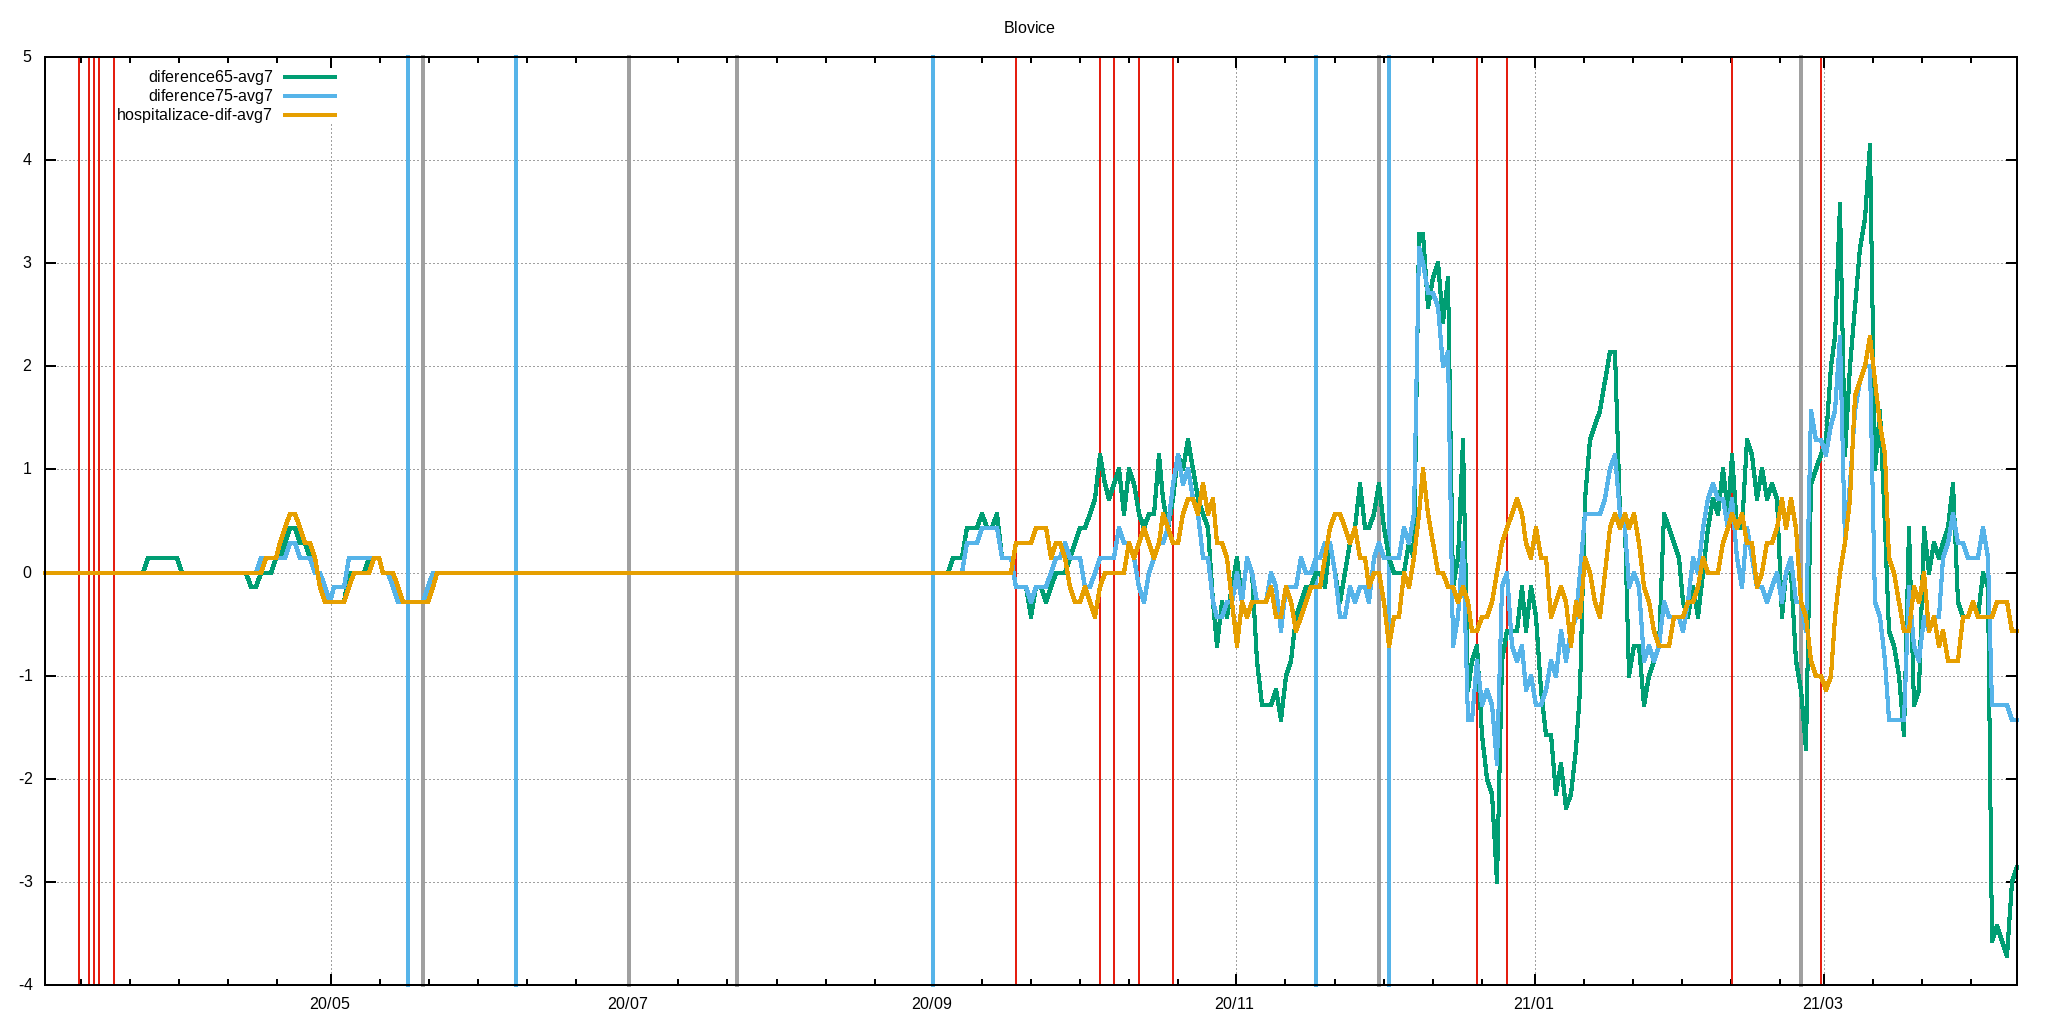 Blovice
5
diference65-avg7
diference75-avg7
hospitalizace-dif-avg7
4
3
2
1
0
-1
-2
-3
-4
20/05 20/07 20/09 20/11 21/01 21/03